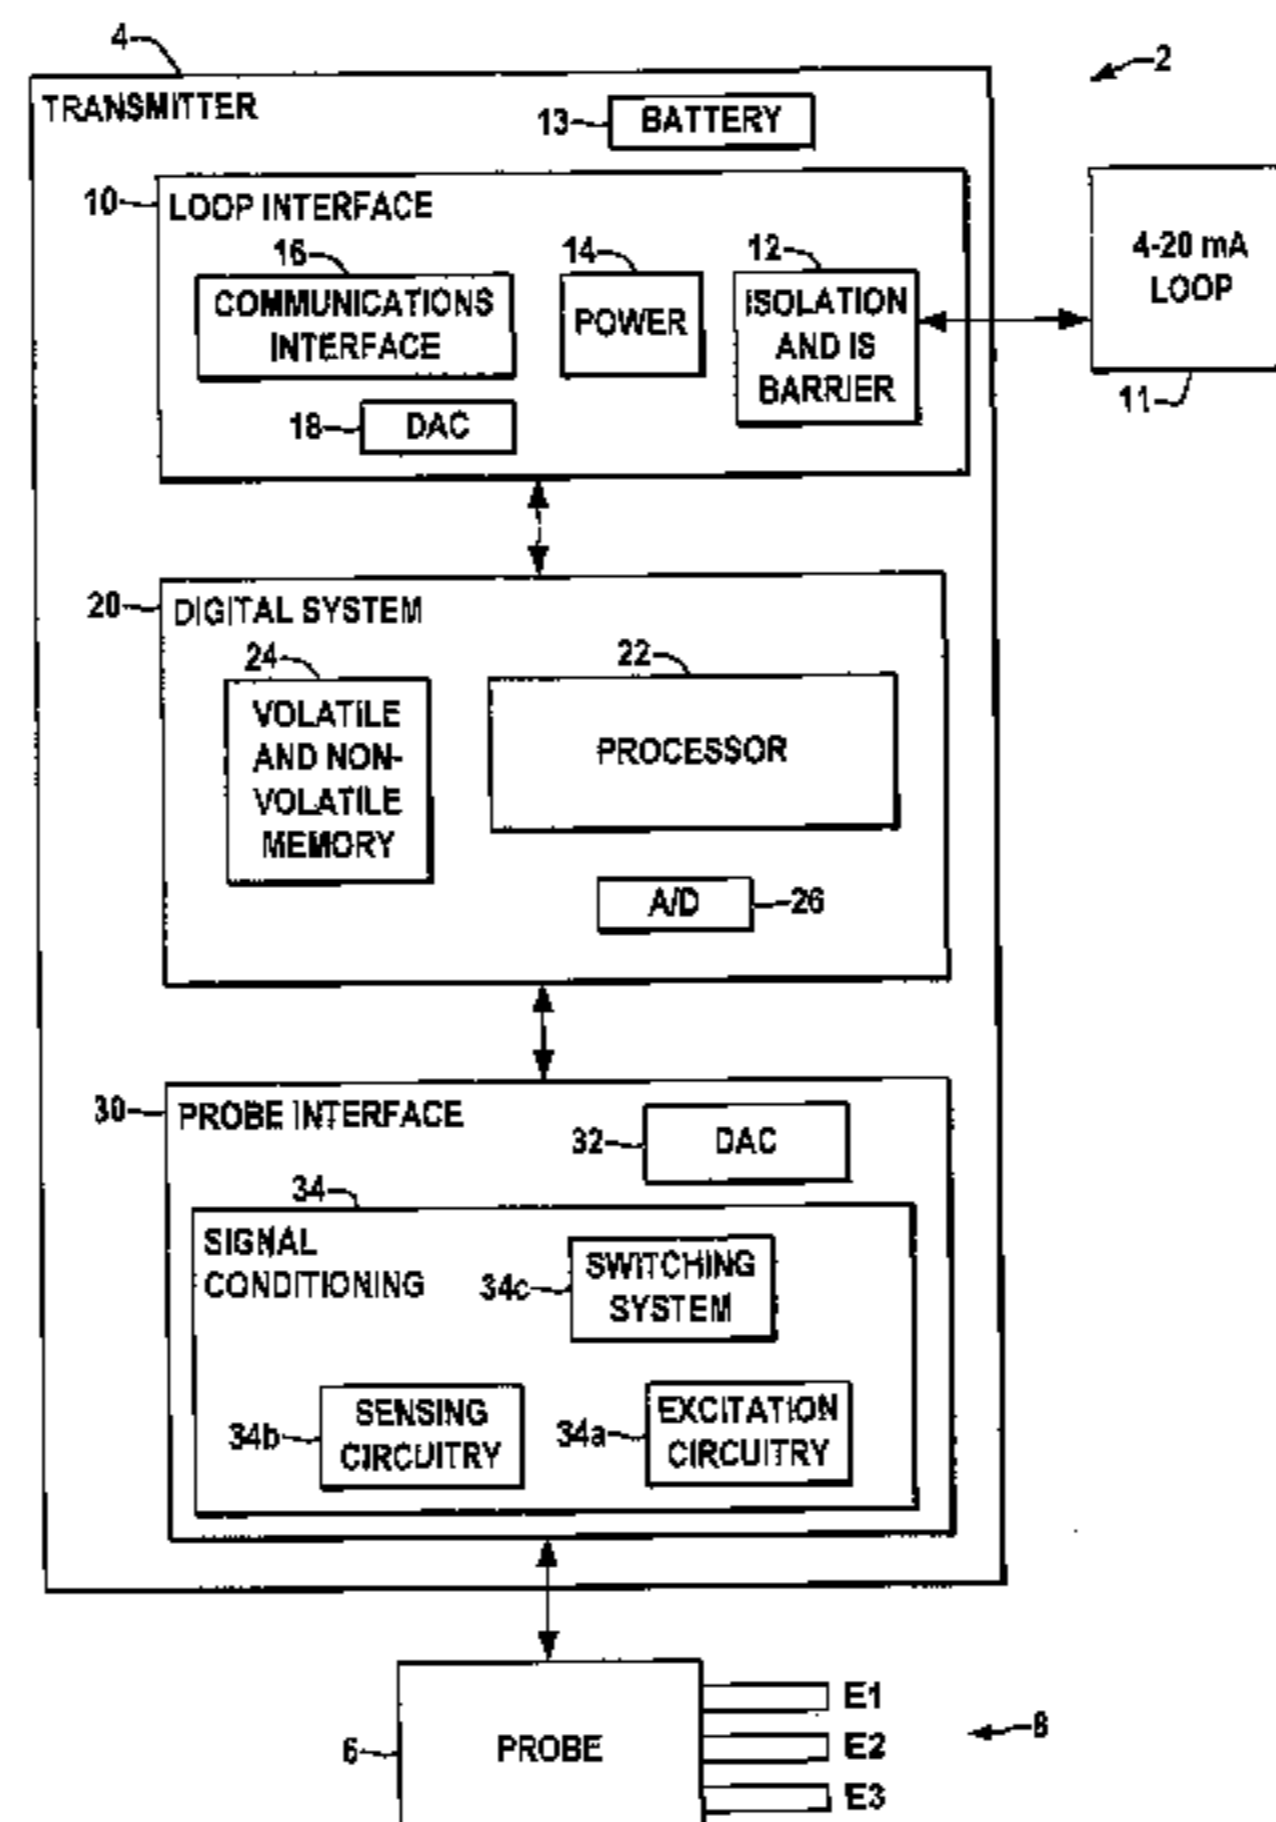 4
2
TRANSMITTER
13
BATTERY
10
LOOP INTERFACE
16
14
12
COMMUNICATIONS
INTERFACE
POWER
ISOLATION
AND IS
BARRIER
4-20 mA
LOOP
11
18
DAC
20
DIGITAL SYSTEM
24
22
VOLATILE
AND NON-
VOLATILE
MEMORY
PROCESSOR
A/D
26
30
PROBE INTERFACE
32
DAC
34
SIGNAL
CONDITIONING
34c
SWITCHING
SYSTEM
34b
SENSING
CIRCUITRY
34a
EXCITATION
CIRCUITRY
6
PROBE
E1
E2
E3
8